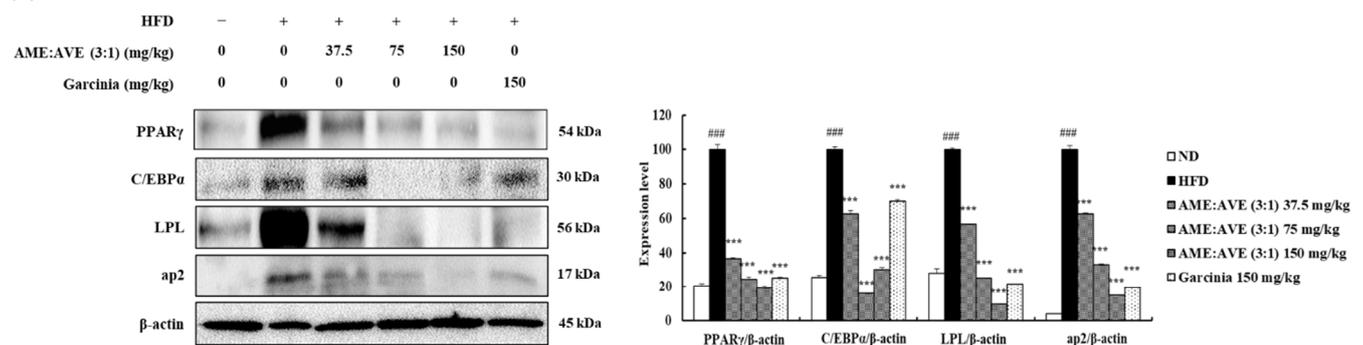 HFD − + + + + +
AME:AVE (3:1) (mg/kg) 0 0 37.5 75 150 0
Garcinia (mg/kg) 0 0 0 0 0 150
PPARγ 54 kDa
C/EBPα 30 kDa
LPL 56 kDa
ap2 17 kDa
β-actin 45 kDa
Expression level
120
100
80
60
40
20
0
### ### ### ###
*** *** *** ***
*** *** *** ***
*** *** *** ***
*** *** *** ***
PPARγ/β-actin C/EBPα/β-actin LPL/β-actin ap2/β-actin
ND
HFD
AME:AVE (3:1) 37.5 mg/kg
AME:AVE (3:1) 75 mg/kg
AME:AVE (3:1) 150 mg/kg
Garcinia 150 mg/kg